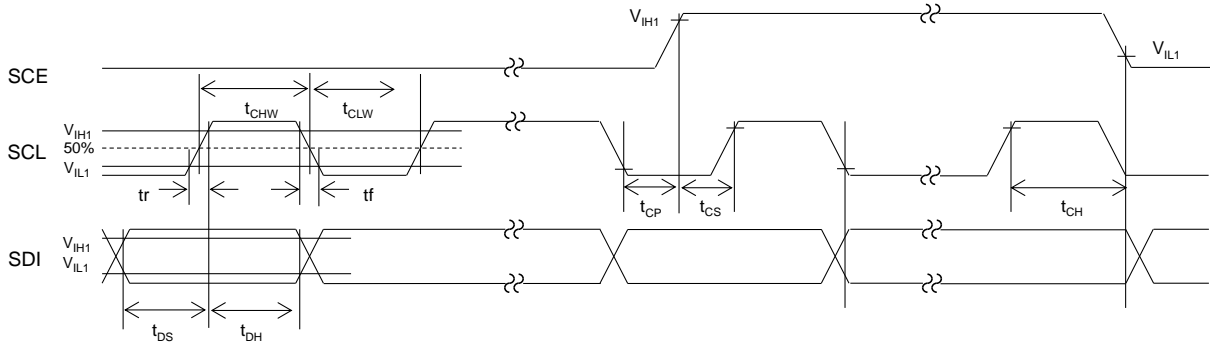 V_IH1
V_IL1
SCE
t_CHW
t_CLW
V_IH1
50%
V_IL1
SCL
tr
tf
t_CP
t_CS
t_CH
V_IH1
V_IL1
SDI
t_DS
t_DH